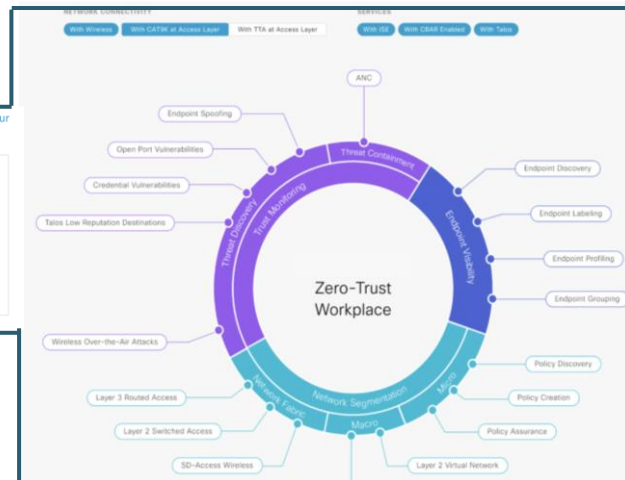 NETWORK CONNECTIVITY
SERVICES
With Wireless
With CAT9K at Access Layer
With TTA at Access Layer
With ISE
With CBAR Enabled
With Talos
ur
ANC
Endpoint Spoofing
Threat Containment
Open Port Vulnerabilities
Endpoint Discovery
Credential Vulnerabilities
Trust Monitoring
Endpoint Labeling
Talos Low Reputation Destinations
Threat Discovery
Endpoint Visibility
Endpoint Profiling
Zero-Trust
Workplace
Endpoint Grouping
Wireless Over-the-Air Attacks
Policy Discovery
Network Segmentation
Micro
Layer 3 Routed Access
Network Fabric
Policy Creation
Macro
Layer 2 Switched Access
Policy Assurance
SD-Access Wireless
Layer 2 Virtual Network